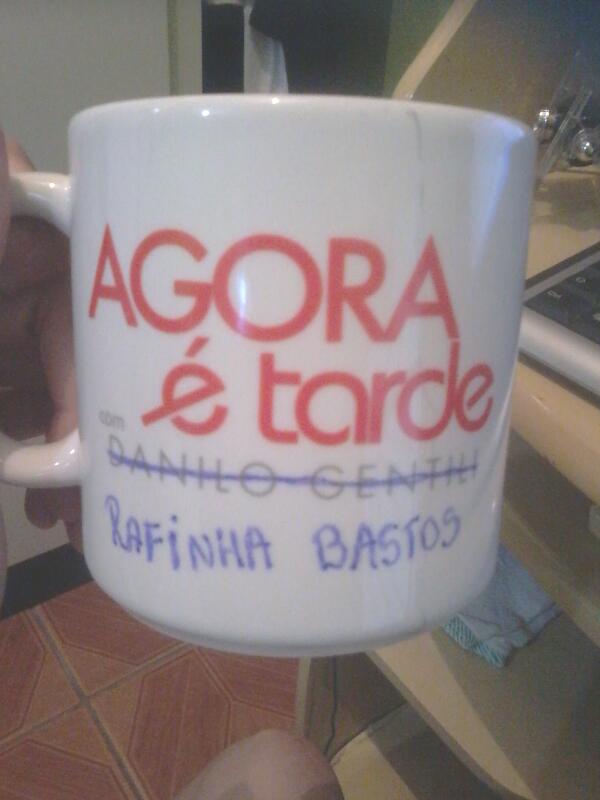 AGORA
é tarde
com
DANILO GENTILI
RAFINHA BASTOS